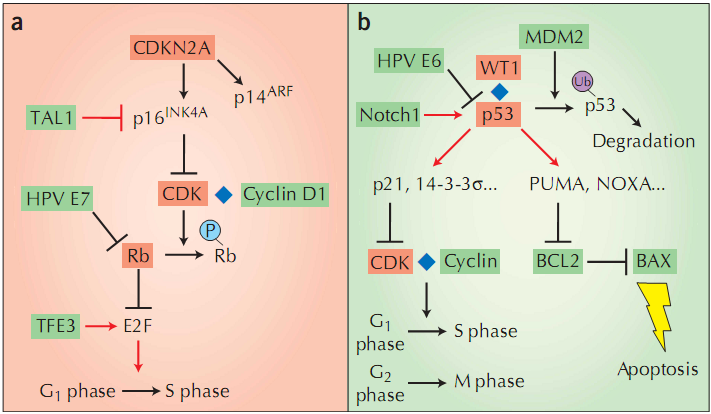 a
CDKN2A
p14ARF
TAL1
p16INK4A
HPV E7
CDK
Cyclin D1
P
Rb
Rb
TFE3
E2F
G1 phase
S phase
b
MDM2
HPV E6
WT1
Ub
Notch1
p53
p53
Degradation
p21, 14-3-3σ...
PUMA, NOXA...
CDK
Cyclin
BCL2
BAX
G1
phase
S phase
Apoptosis
G2
phase
M phase